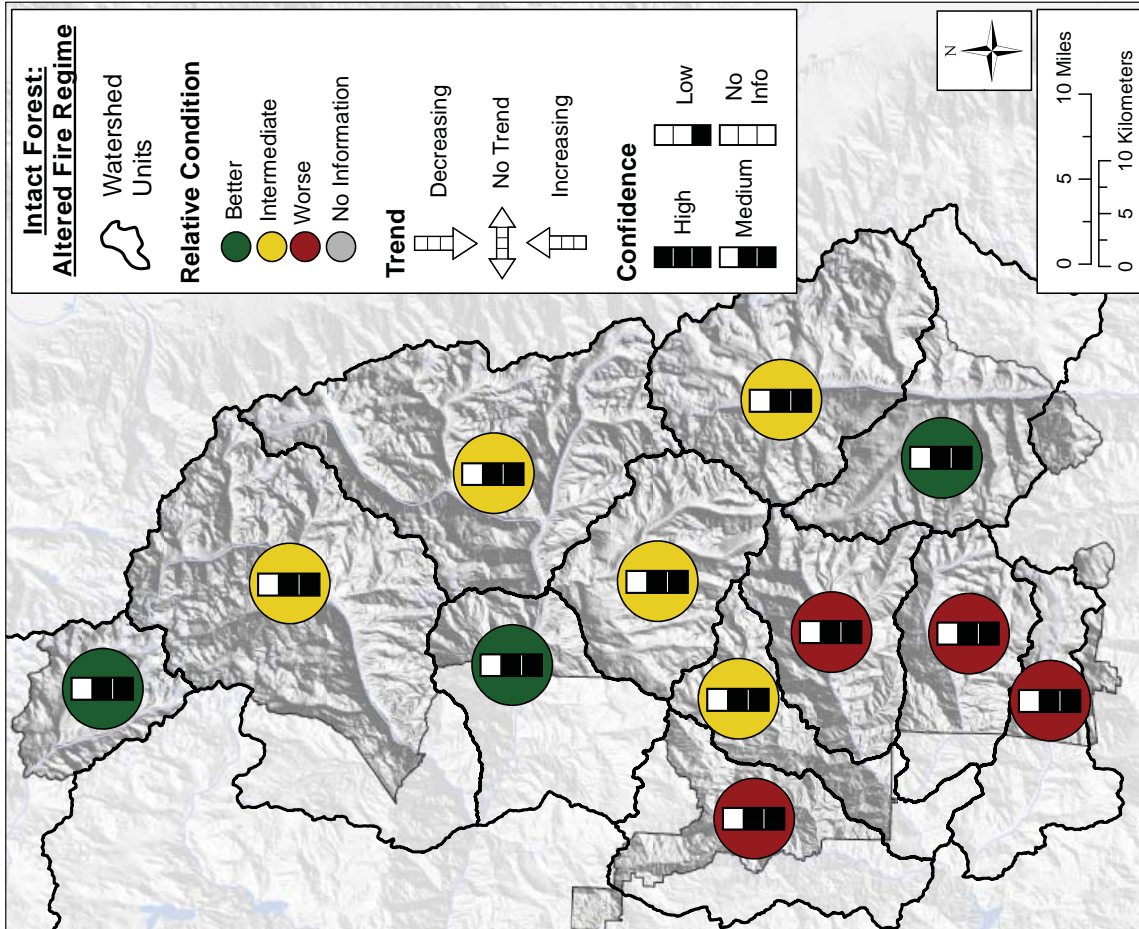 Intact Forest:
Altered Fire Regime
Watershed
Units
Relative Condition
Better
Intermediate
Worse
No Information
Trend
Decreasing
No Trend
Increasing
Confidence
High
Low
Medium
No
Info
N
0 5 10 Miles
0 5 10 Kilometers